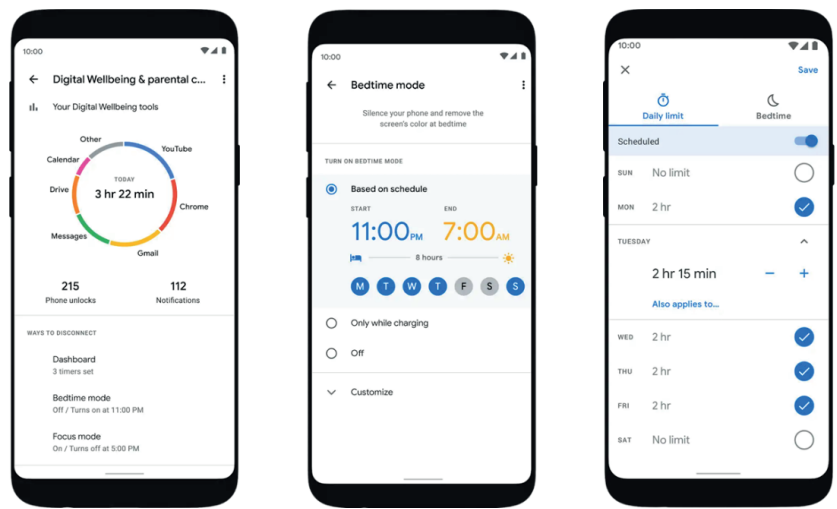 10:00
Digital Wellbeing & parental c...
Your Digital Wellbeing tools
Other
YouTube
Calendar
TODAY
Drive
3 hr 22 min
Chrome
Messages
Gmail
215
112
Phone unlocks
Notifications
WAYS TO DISCONNECT
Dashboard
3 timers set
Bedtime mode
Off / Turns on at 11:00 PM
Focus mode
On / Turns off at 5:00 PM
10:00
Bedtime mode
Silence your phone and remove the
screen's color at bedtime
TURN ON BEDTIME MODE
Based on schedule
START
END
11:00 PM
7:00 AM
8 hours
M T W T F S S
Only while charging
Off
Customize
10:00
Save
Daily limit
Bedtime
Scheduled
SUN No limit
MON 2 hr
TUESDAY
2 hr 15 min
Also applies to...
WED 2 hr
THU 2 hr
FRI 2 hr
SAT No limit